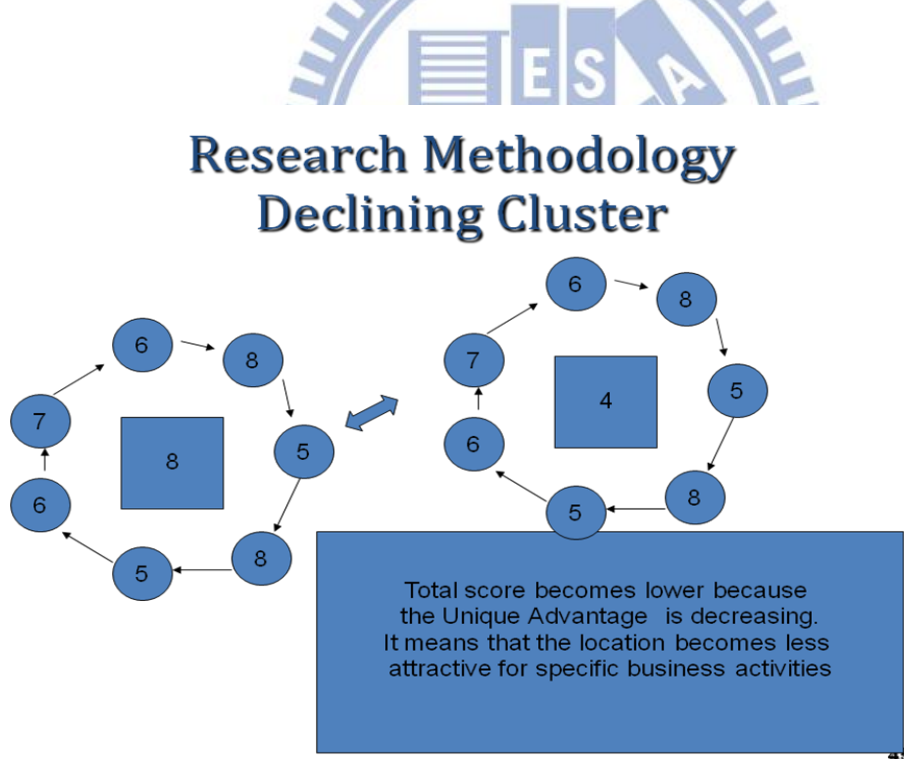 ESA
Research Methodology
Declining Cluster
6
8
7
8
5
6
5
8
6
8
7
4
5
6
5
8
Total score becomes lower because
the Unique Advantage is decreasing.
It means that the location becomes less
attractive for specific business activities